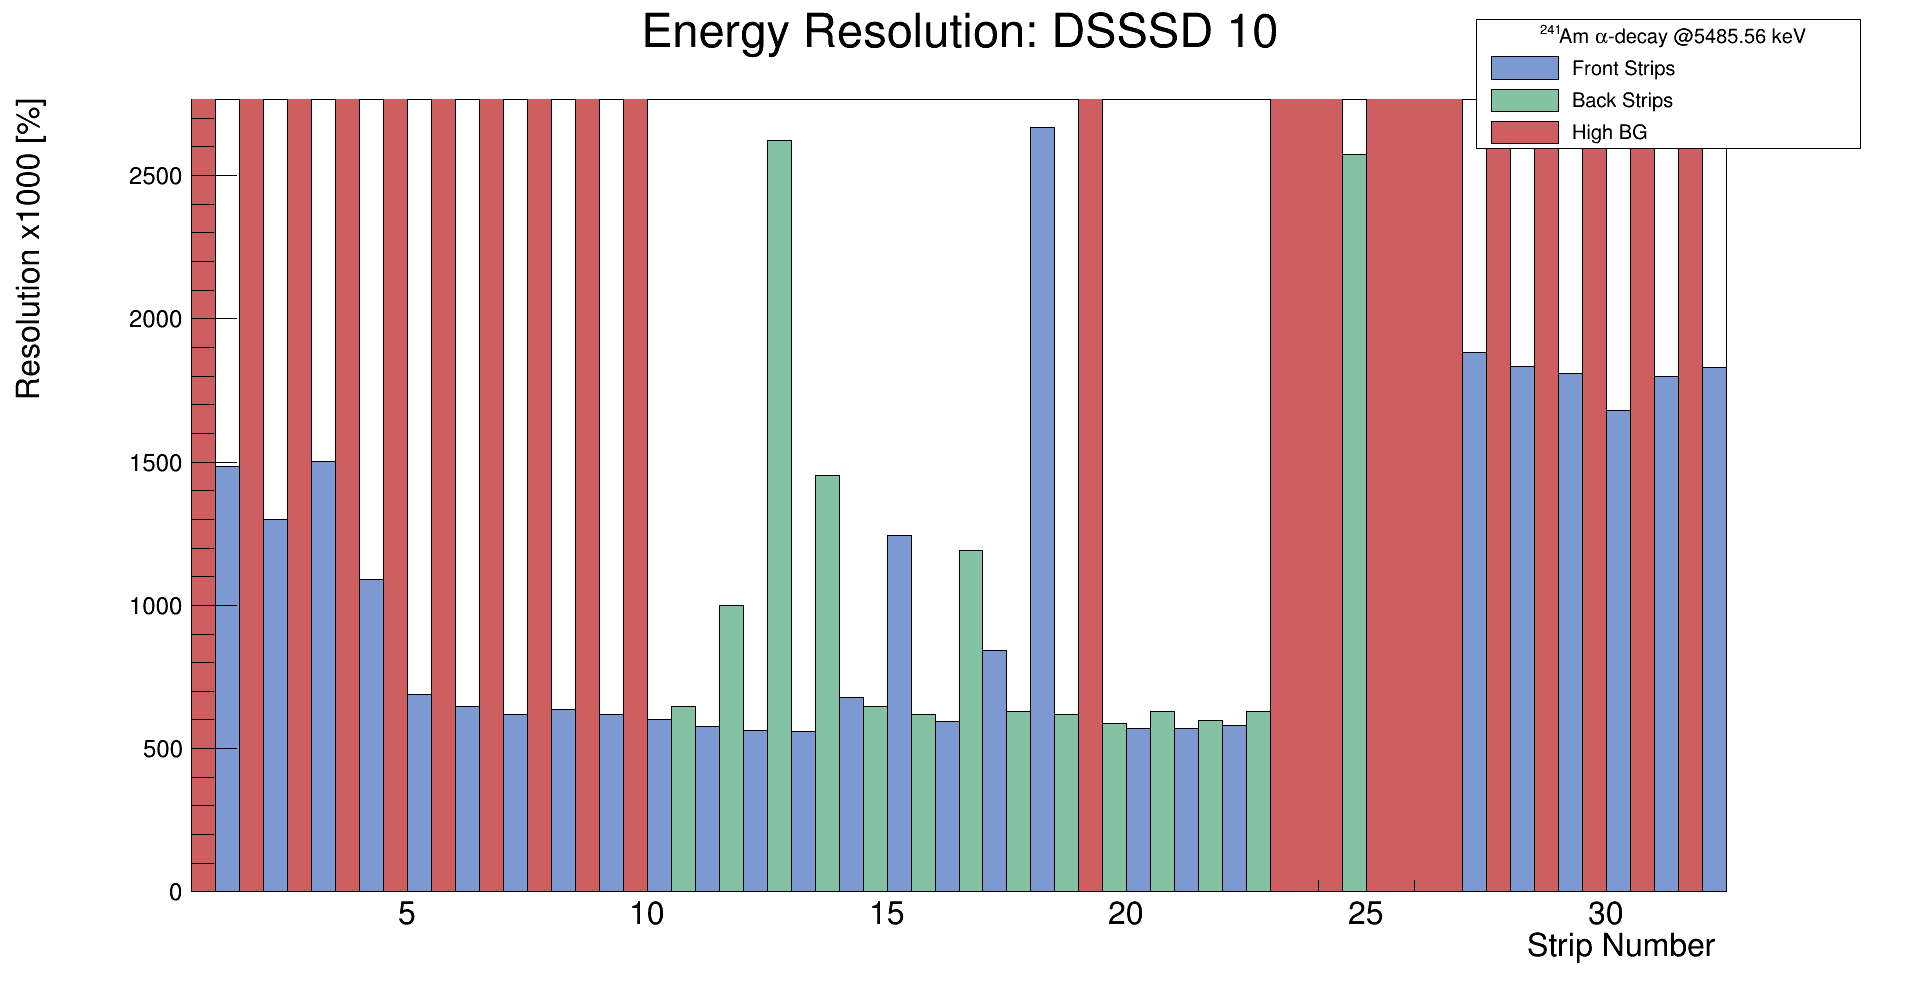 Energy Resolution: DSSSD 10
²⁴¹Am α-decay @5485.56 keV
Front Strips
Back Strips
High BG
Resolution x1000 [%]
2500
2000
1500
1000
500
0
5 10 15 20 25 30
Strip Number